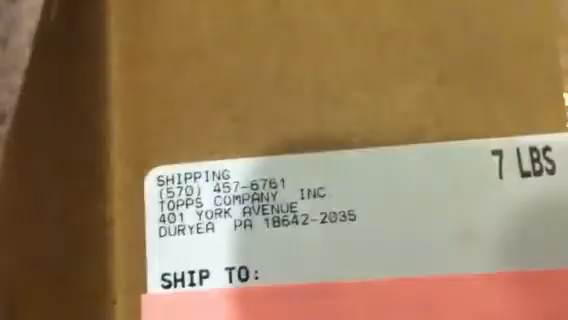 SHIPPING
(570) 457-6761
TOPPS COMPANY INC
401 YORK AVENUE
DURYEA PA 18642-2035
7 LBS
SHIP TO: